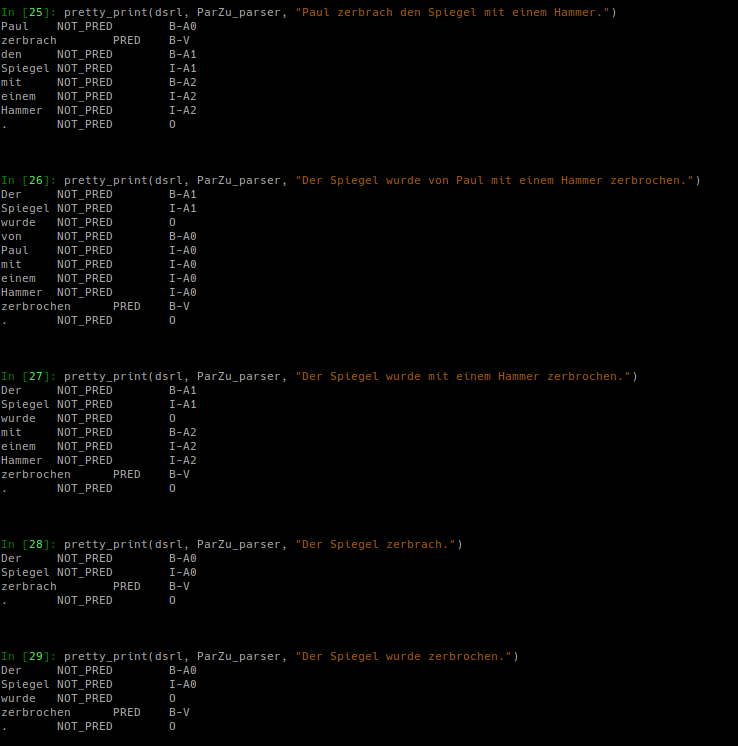 In [25]: pretty_print(dsrl, ParZu_parser, "Paul zerbrach den Spiegel mit einem Hammer.")
Paul NOT_PRED B-A0
zerbrach PRED B-V
den NOT_PRED B-A1
Spiegel NOT_PRED I-A1
mit NOT_PRED B-A2
einem NOT_PRED I-A2
Hammer NOT_PRED I-A2
. NOT_PRED O
In [26]: pretty_print(dsrl, ParZu_parser, "Der Spiegel wurde von Paul mit einem Hammer zerbrochen.")
Der NOT_PRED B-A1
Spiegel NOT_PRED I-A1
wurde NOT_PRED O
von NOT_PRED B-A0
Paul NOT_PRED I-A0
mit NOT_PRED I-A0
einem NOT_PRED I-A0
Hammer NOT_PRED I-A0
zerbrochen PRED B-V
. NOT_PRED O
In [27]: pretty_print(dsrl, ParZu_parser, "Der Spiegel wurde mit einem Hammer zerbrochen.")
Der NOT_PRED B-A1
Spiegel NOT_PRED I-A1
wurde NOT_PRED O
mit NOT_PRED B-A2
einem NOT_PRED I-A2
Hammer NOT_PRED I-A2
zerbrochen PRED B-V
. NOT_PRED O
In [28]: pretty_print(dsrl, ParZu_parser, "Der Spiegel zerbrach.")
Der NOT_PRED B-A0
Spiegel NOT_PRED I-A0
zerbrach PRED B-V
. NOT_PRED O
In [29]: pretty_print(dsrl, ParZu_parser, "Der Spiegel wurde zerbrochen.")
Der NOT_PRED B-A0
Spiegel NOT_PRED I-A0
wurde NOT_PRED O
zerbrochen PRED B-V
. NOT_PRED O